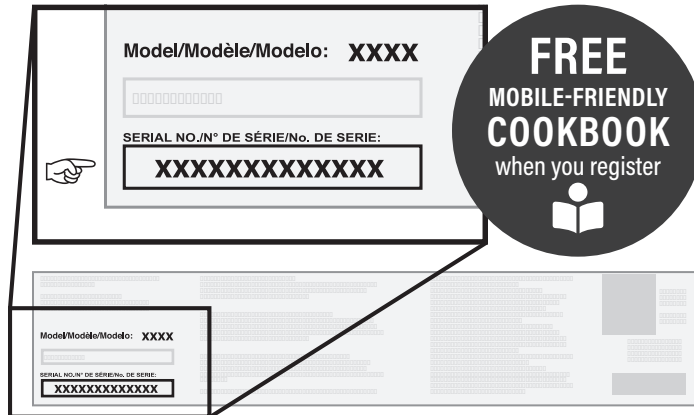 Model/Modèle/Modelo: XXXX
SERIAL NO./N° DE SÉRIE/No. DE SERIE:
XXXXXXXXXXXXX
FREE
MOBILE-FRIENDLY
COOKBOOK
when you register
Model/Modèle/Modelo: XXXX
SERIAL NO./N° DE SÉRIE/No. DE SERIE:
XXXXXXXXXXXXX